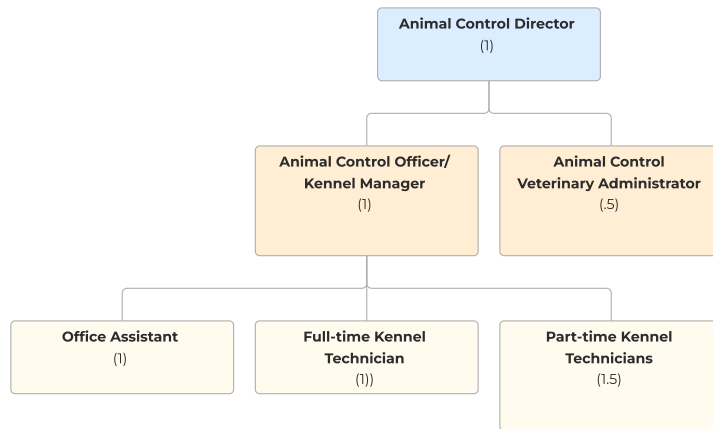 Animal Control Director
(1)
Animal Control Officer/
Kennel Manager
(1)
Animal Control
Veterinary Administrator
(.5)
Office Assistant
(1)
Full-time Kennel
Technician
(1))
Part-time Kennel
Technicians
(1.5)